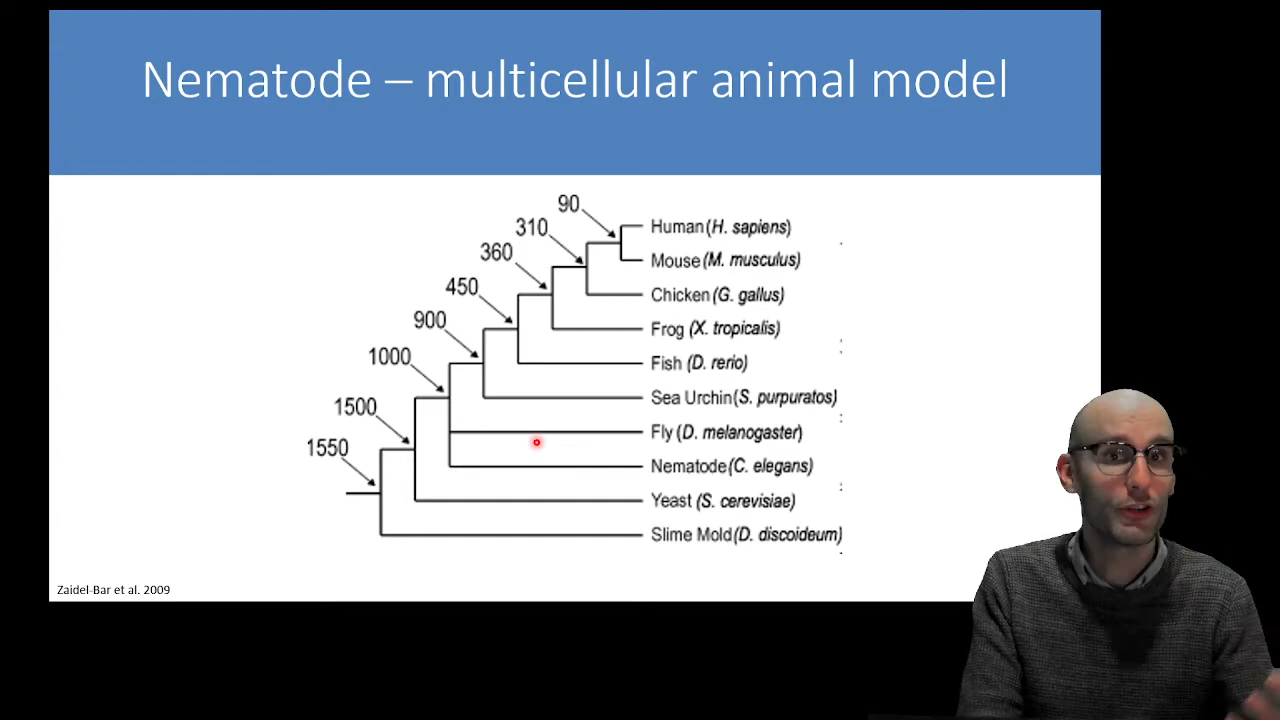 Nematode – multicellular animal model
90
310
360
450
900
1000
1500
1550
Human (H. sapiens)
Mouse (M. musculus)
Chicken (G. gallus)
Frog (X. tropicalis)
Fish (D. rerio)
Sea Urchin (S. purpuratos)
Fly (D. melanogaster)
Nematode (C. elegans)
Yeast (S. cerevisiae)
Slime Mold (D. discoideum)
Zaidel-Bar et al. 2009